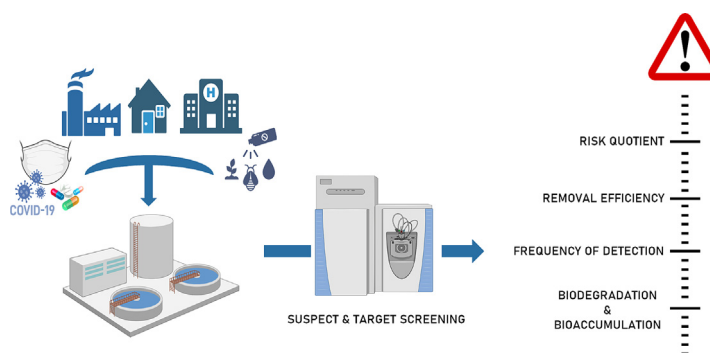 H
COVID-19
SUSPECT & TARGET SCREENING
!
RISK QUOTIENT
REMOVAL EFFICIENCY
FREQUENCY OF DETECTION
BIODEGRADATION
&
BIOACCUMULATION